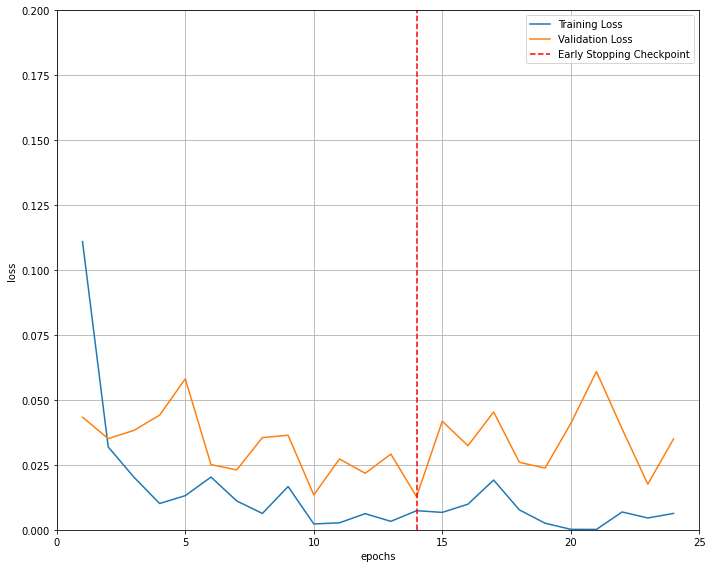 Training Loss
Validation Loss
Early Stopping Checkpoint
0.200
0.175
0.150
0.125
0.100
0.075
0.050
0.025
0.000
loss
0 5 10 15 20 25
epochs